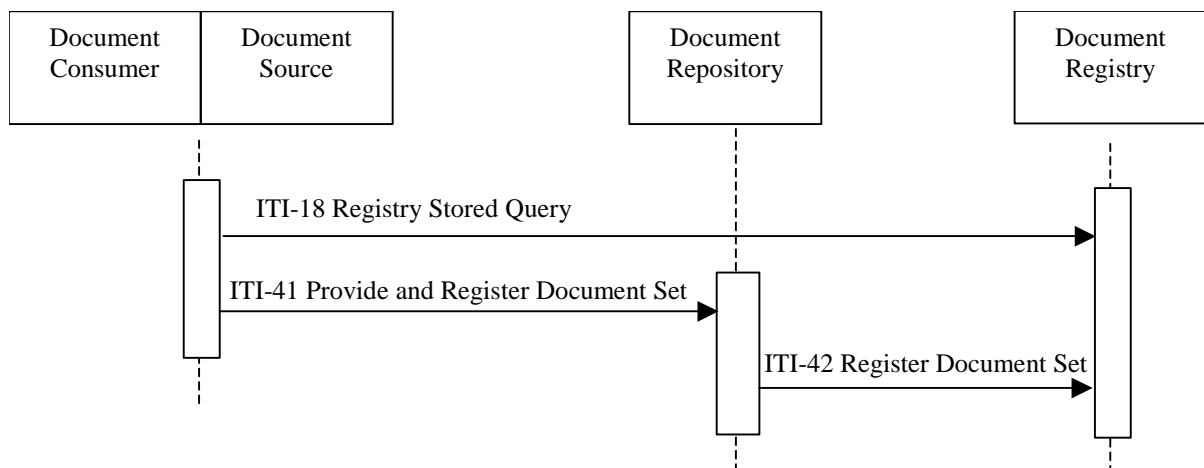 Document
Consumer
Document
Source
Document
Repository
Document
Registry
ITI-18 Registry Stored Query
ITI-41 Provide and Register Document Set
ITI-42 Register Document Set